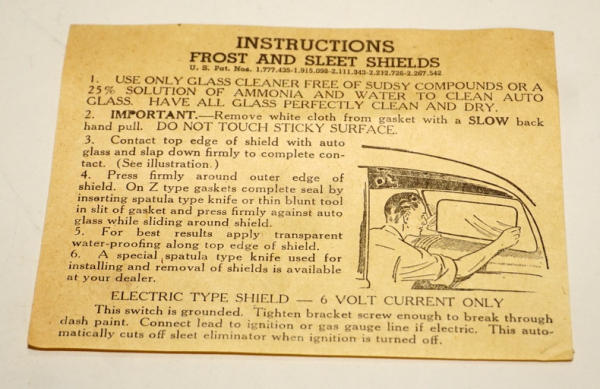 INSTRUCTIONS
FROST AND SLEET SHIELDS
U. S. Pat. Nos. 1.777.435-1.915.098-2.111.343-2.212.726-2.267.542
1. USE ONLY GLASS CLEANER FREE OF SUDSY COMPOUNDS OR A
25% SOLUTION OF AMMONIA AND WATER TO CLEAN AUTO
GLASS. HAVE ALL GLASS PERFECTLY CLEAN AND DRY.
2. IMPORTANT.—Remove white cloth from gasket with a SLOW back
hand pull. DO NOT TOUCH STICKY SURFACE.
3. Contact top edge of shield with auto
glass and slap down firmly to complete con-
tact. (See illustration.)
4. Press firmly around outer edge of
shield. On Z type gaskets complete seal by
inserting spatula type knife or thin blunt tool
in slit of gasket and press firmly against auto
glass while sliding around shield.
5. For best results apply transparent
water-proofing along top edge of shield.
6. A special spatula type knife used for
installing and removal of shields is available
at your dealer.
ELECTRIC TYPE SHIELD — 6 VOLT CURRENT ONLY
This switch is grounded. Tighten bracket screw enough to break through
dash paint. Connect lead to ignition or gas gauge line if electric. This auto-
matically cuts off sleet eliminator when ignition is turned off.